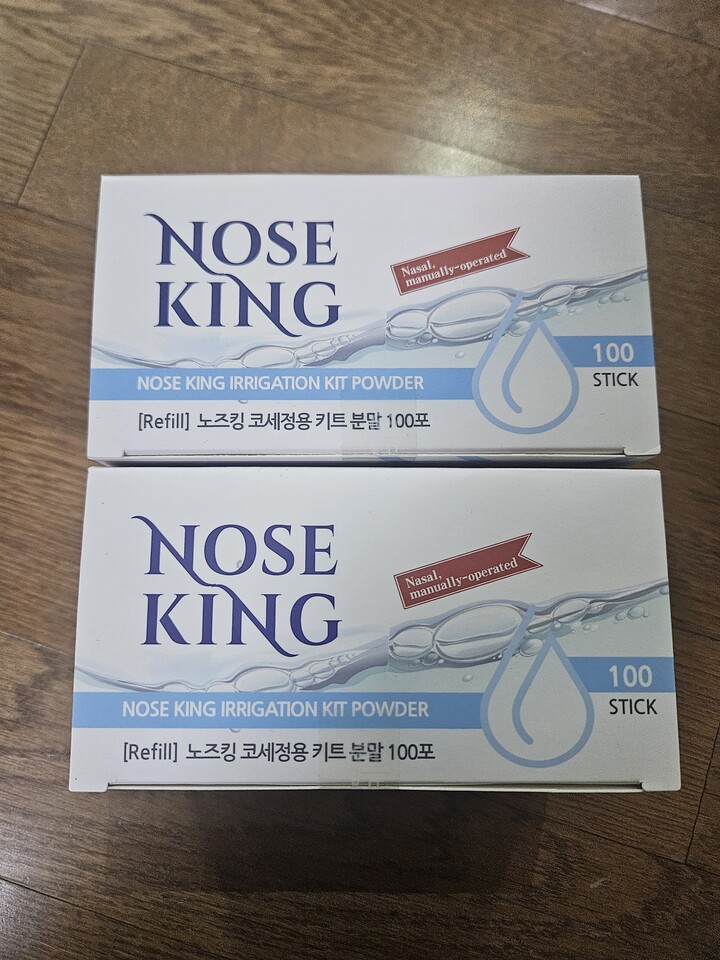 NOSE
KING
Nasal,
manually-operated
100
STICK
NOSE KING IRRIGATION KIT POWDER
[Refill] 노즈킹 코세정용 키트 분말 100포
NOSE
KING
Nasal,
manually-operated
100
STICK
NOSE KING IRRIGATION KIT POWDER
[Refill] 노즈킹 코세정용 키트 분말 100포